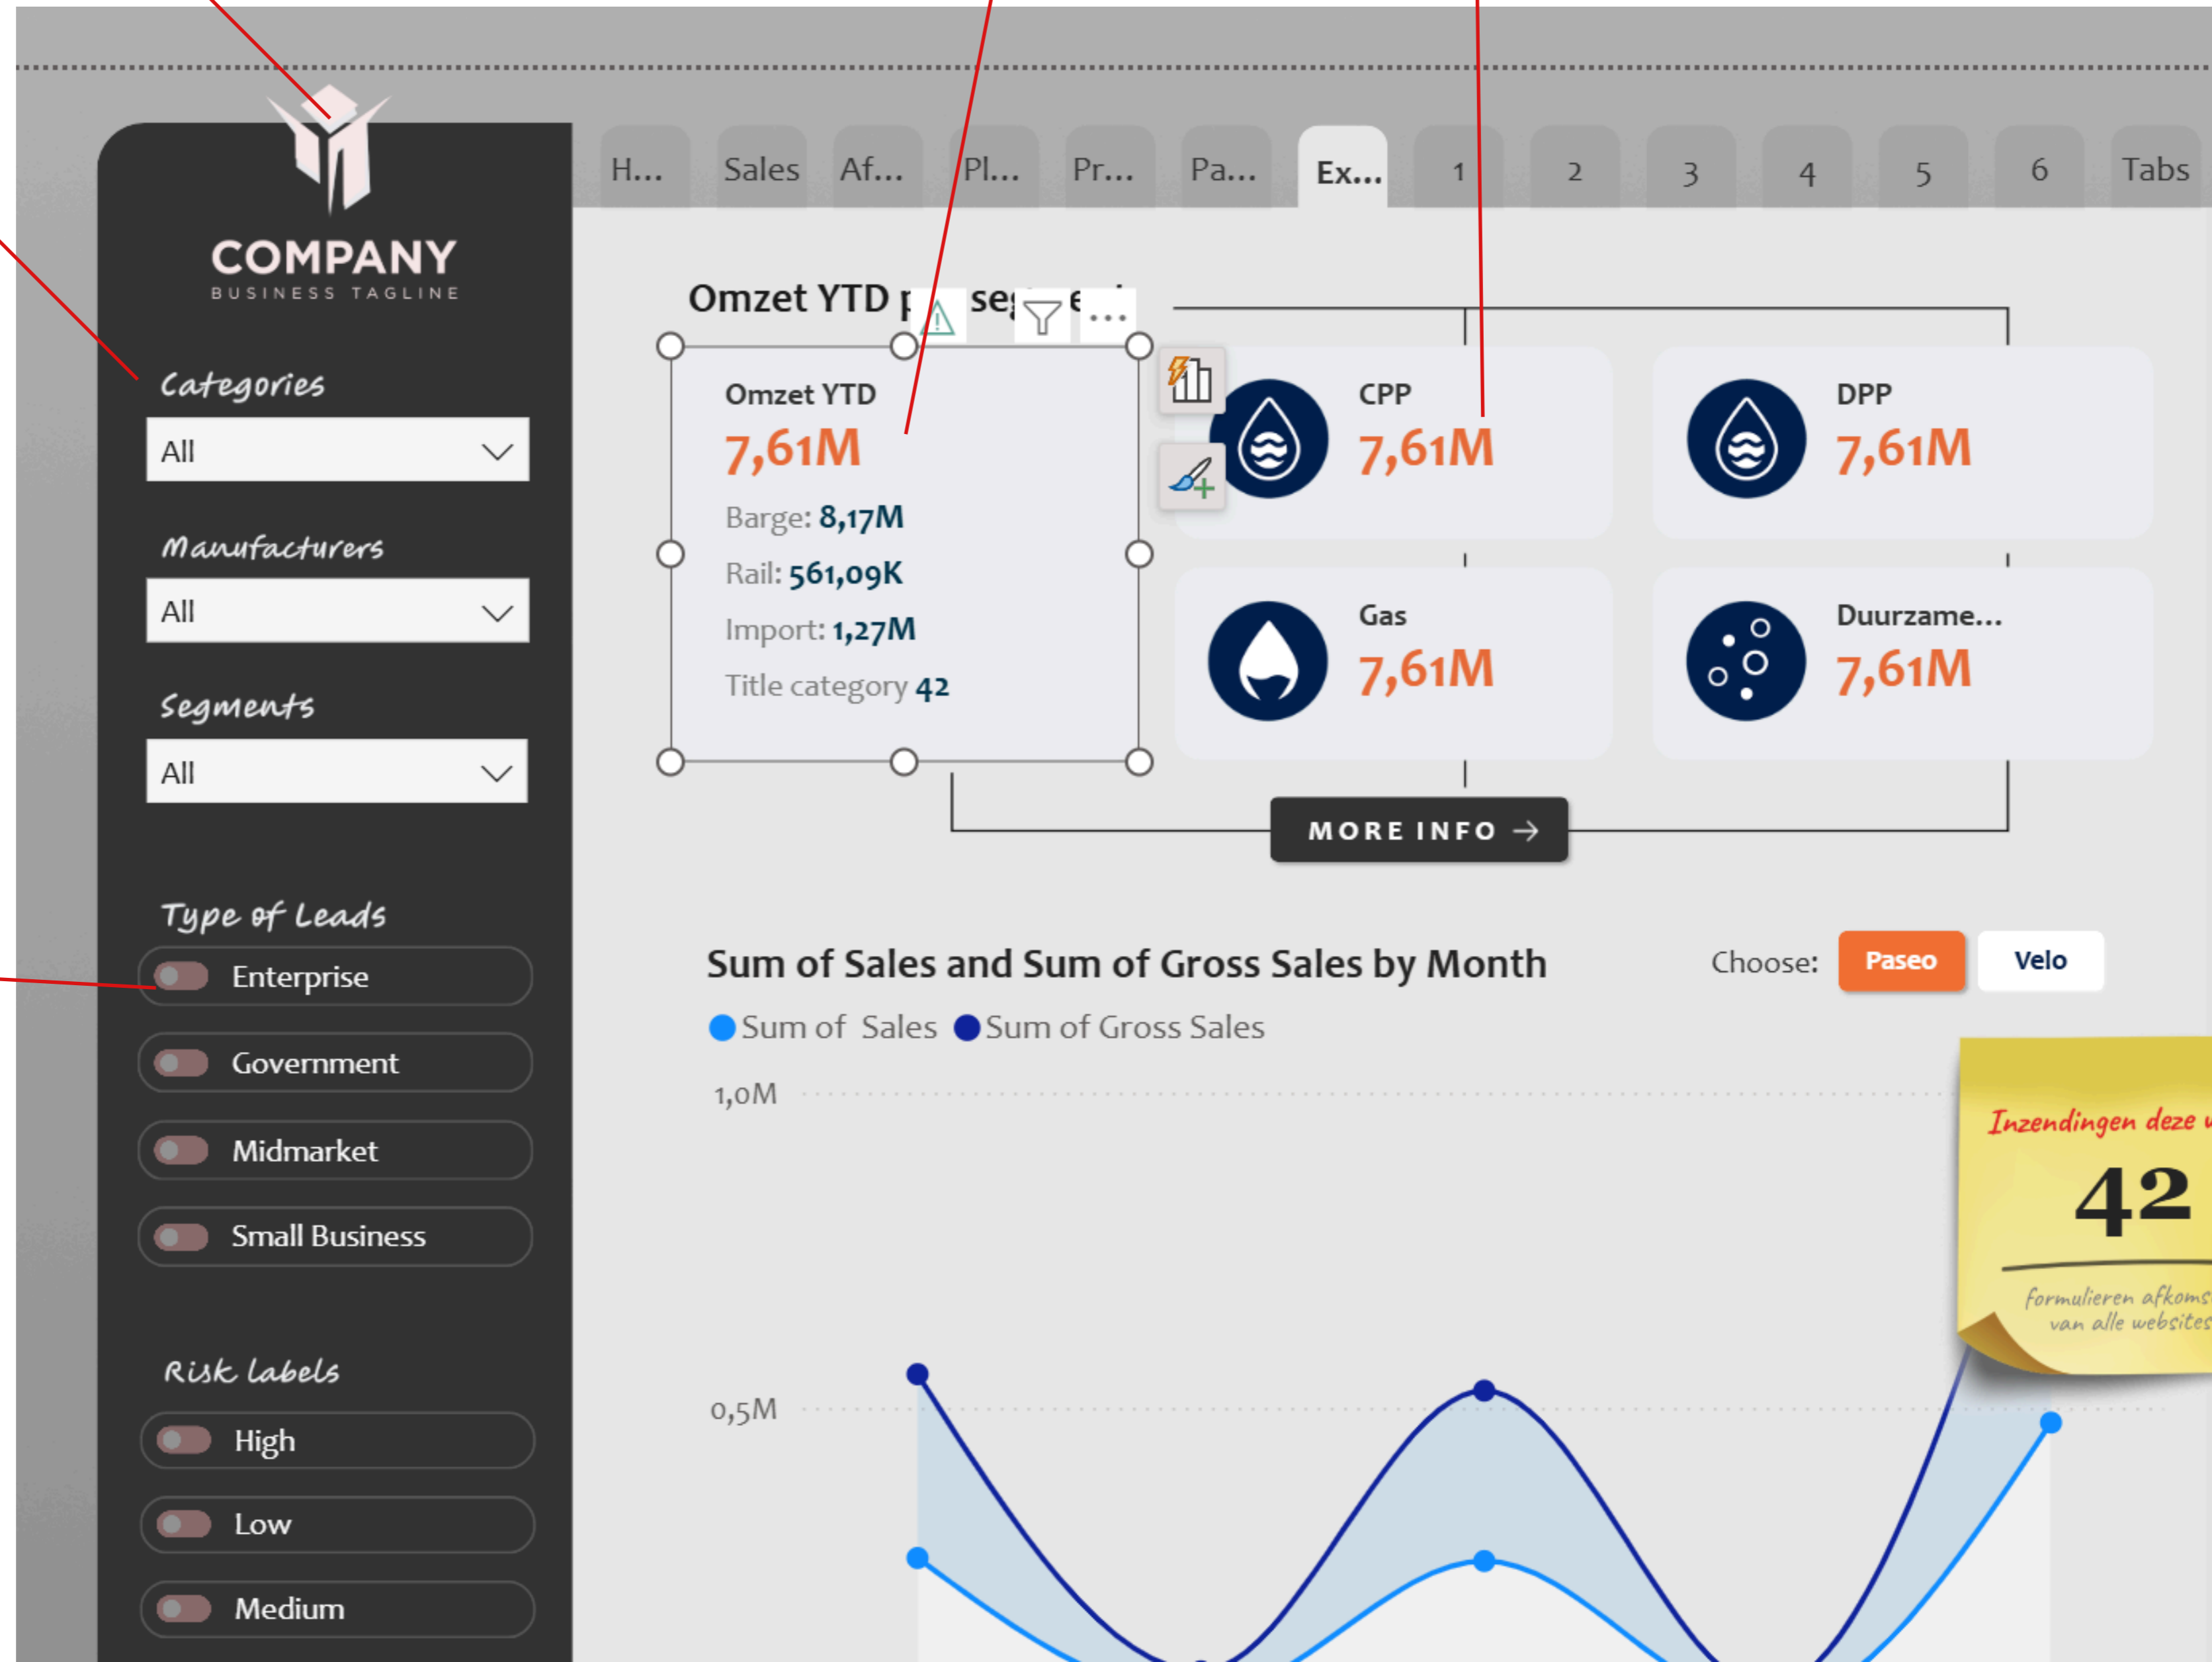 COMPANY
BUSINESS TAGLINE
Categories
All
Manufacturers
All
Segments
All
Type of Leads
Enterprise
Government
Midmarket
Small Business
Risk labels
High
Low
Medium
H... Sales Af... Pl... Pr... Pa... Ex... 1 2 3 4 5 6 Tabs
Omzet YTD
Omzet YTD
7,61M
Barge: 8,17M
Rail: 561,09K
Import: 1,27M
Title category 42
CPP
7,61M
DPP
7,61M
Gas
7,61M
Duurzame...
7,61M
MORE INFO →
Sum of Sales and Sum of Gross Sales by Month
Choose: Paseo Velo
Sum of Sales Sum of Gross Sales
1,0M
0,5M
Inzendingen deze
42
formulieren
van alle websites